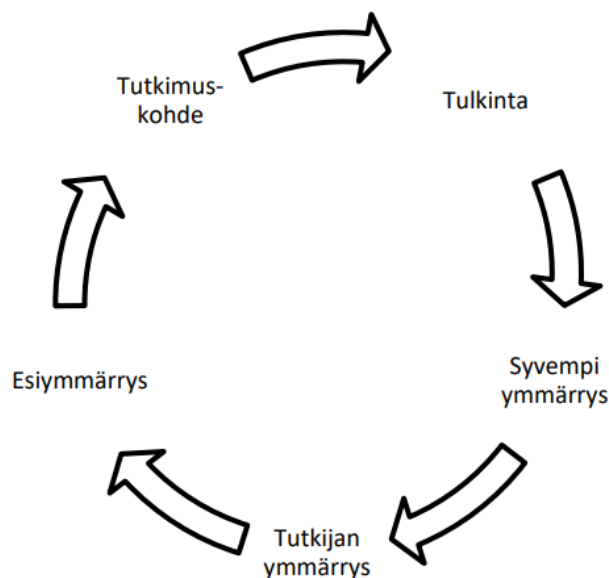 Tutkimus-
kohde
Tulkinta
Syvempi
ymmärrys
Tutkijan
ymmärrys
Esiymmärrys